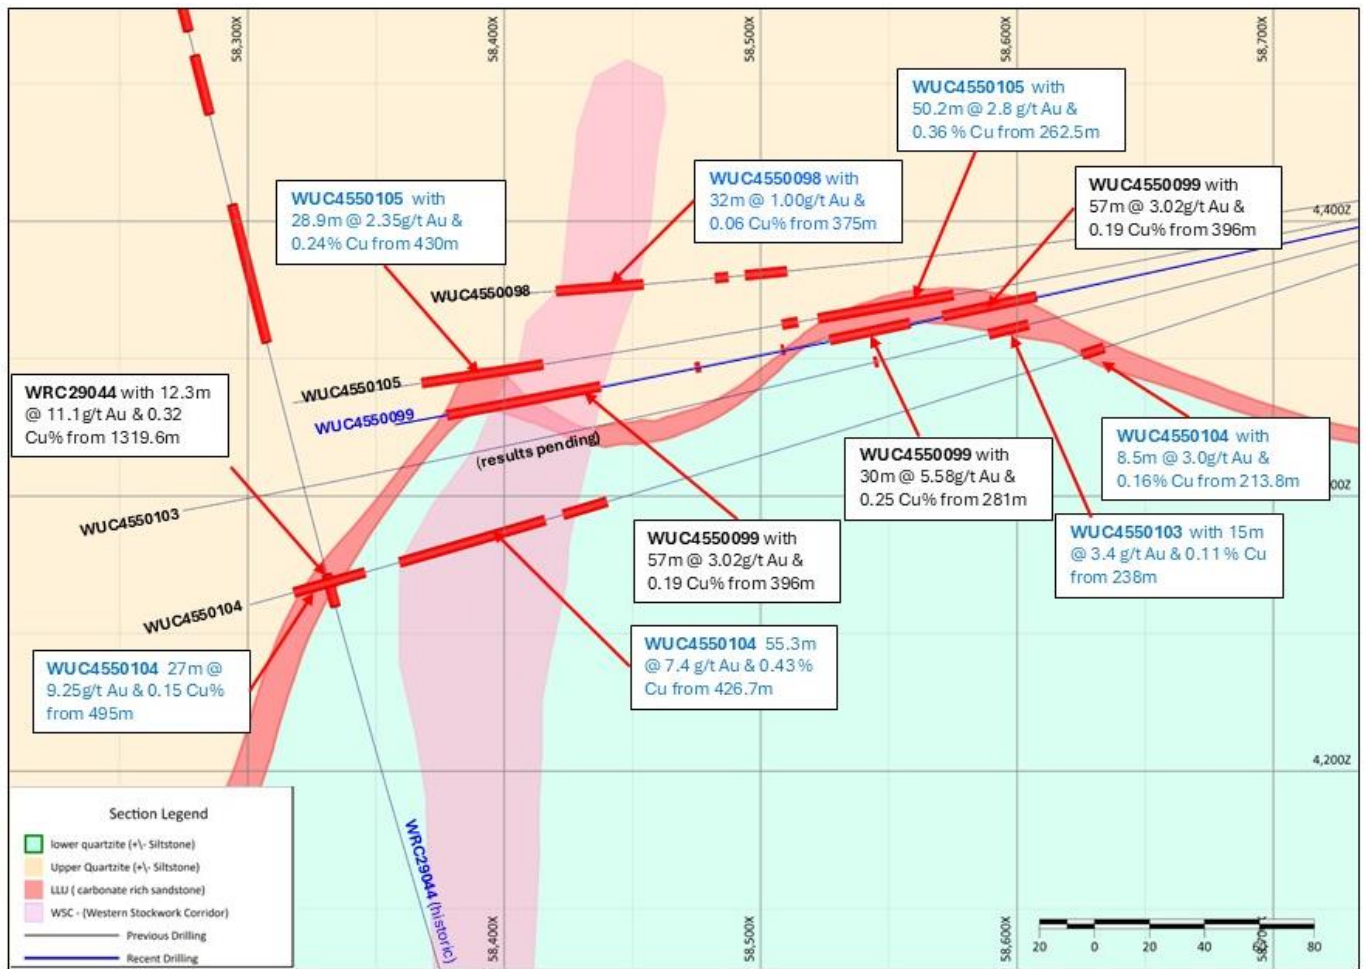 58,300X
58,400X
58,500X
58,600X
58,700X
WUC4550105 with
50.2m @ 2.8 g/t Au &
0.36 % Cu from 262.5m
WUC4550098 with
32m @ 1.00g/t Au &
0.06 Cu% from 375m
WUC4550099 with
57m @ 3.02g/t Au &
0.19 Cu% from 396m
WUC4550105 with
28.9m @ 2.35g/t Au &
0.24% Cu from 430m
4,400Z
WUC4550098
WUC4550105
WUC4550099
WRC29044 with 12.3m
@ 11.1g/t Au & 0.32
Cu% from 1319.6m
(results pending)
WUC4550103
WUC4550099 with
30m @ 5.58g/t Au &
0.25 Cu% from 281m
WUC4550104 with
8.5m @ 3.0g/t Au &
0.16% Cu from 213.8m
00Z
WUC4550099 with
57m @ 3.02g/t Au &
0.19 Cu% from 396m
WUC4550103 with 15m
@ 3.4 g/t Au & 0.11 % Cu
from 238m
WUC4550104
WUC4550104 27m @
9.25g/t Au & 0.15 Cu%
from 495m
WUC4550104 55.3m
@ 7.4 g/t Au & 0.43 %
Cu from 426.7m
4,200Z
WRC29044 (historic)
Section Legend
lower quartzite (+\- Siltstone)
Upper Quartzite (+\- Siltstone)
LLU ( carbonate rich sandstone)
WSC - (Western Stockwork Corridor)
Previous Drilling
Recent Drilling
58,400X
58,500X
58,600X
20 0 20 40 60 80